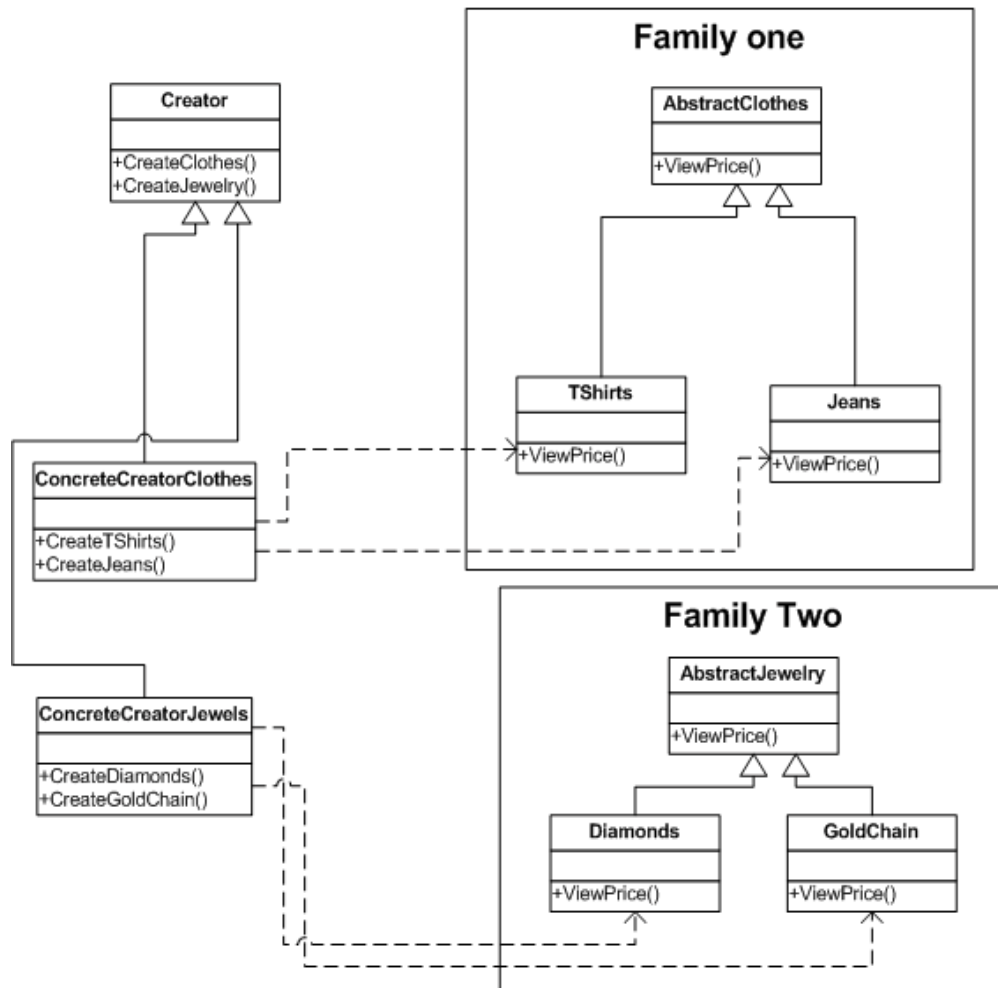 Family one
Creator
+CreateClothes()
+CreateJewelry()
AbstractClothes
+ViewPrice()
TShirts
+ViewPrice()
Jeans
+ViewPrice()
ConcreteCreatorClothes
+CreateTShirts()
+CreateJeans()
Family Two
AbstractJewelry
+ViewPrice()
ConcreteCreatorJewels
+CreateDiamonds()
+CreateGoldChain()
Diamonds
+ViewPrice()
GoldChain
+ViewPrice()